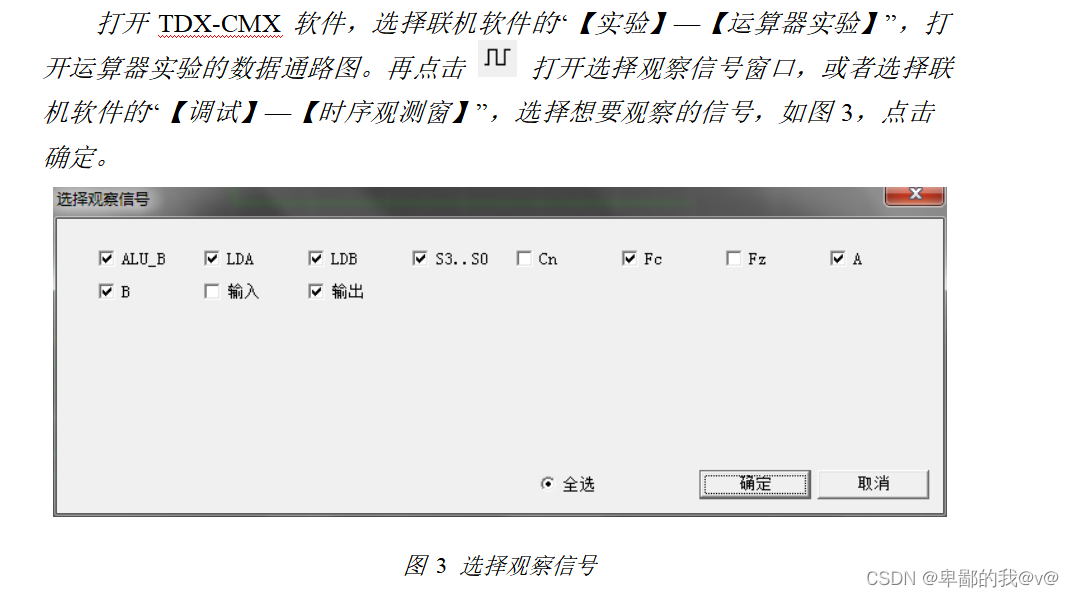 打开 TDX-CMX 软件，选择联机软件的“【实验】—【运算器实验】”，打
开运算器实验的数据通路图。再点击 打开选择观察信号窗口，或者选择联
机软件的“【调试】—【时序观测窗】”，选择想要观察的信号，如图 3，点击
确定。
选择观察信号
ALU_B LDA LDB S3..S0 Cn Fc Fz A
B 输入 输出
全选 确定 取消
图 3 选择观察信号
CSDN @卑鄙的我@v@